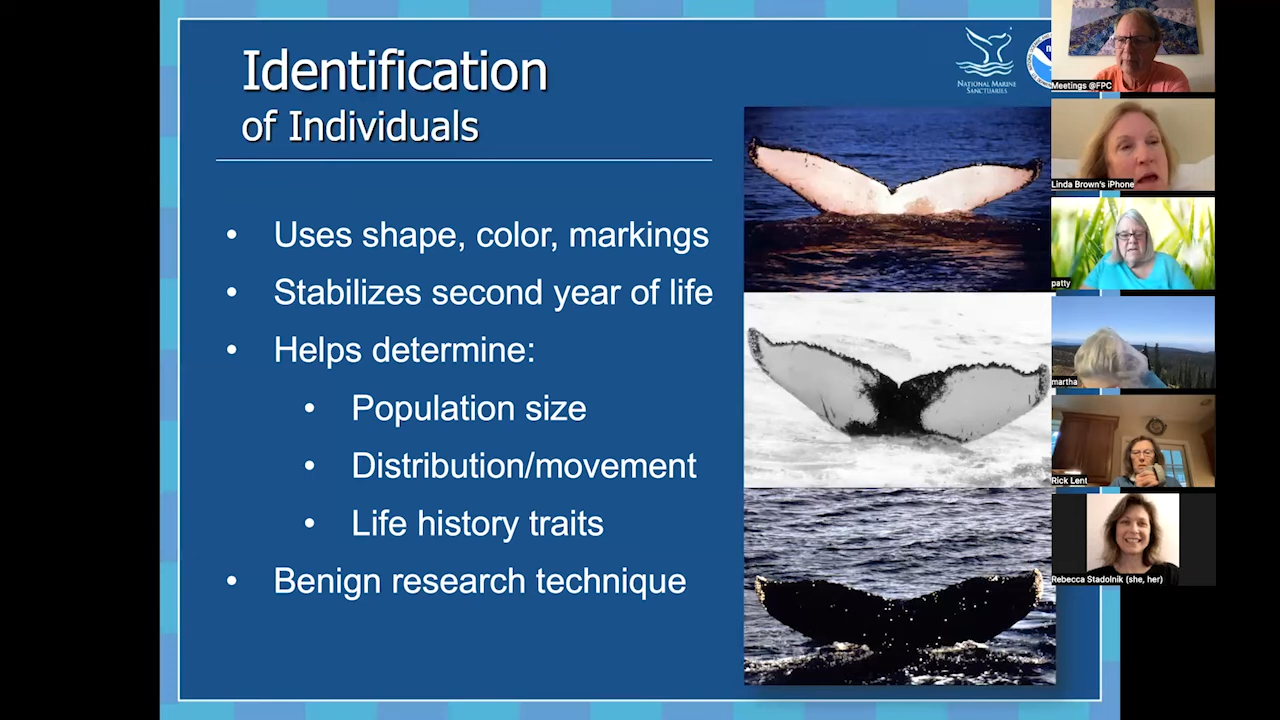 Identification
of Individuals
NATIONAL MARINE
SANCTUARIES
• Uses shape, color, markings
• Stabilizes second year of life
• Helps determine:
• Population size
• Distribution/movement
• Life history traits
• Benign research technique
Meetings @FPC
Linda Brown's iPhone
patty
martha
Rick Lent
Rebecca Stadolnik (she, her)